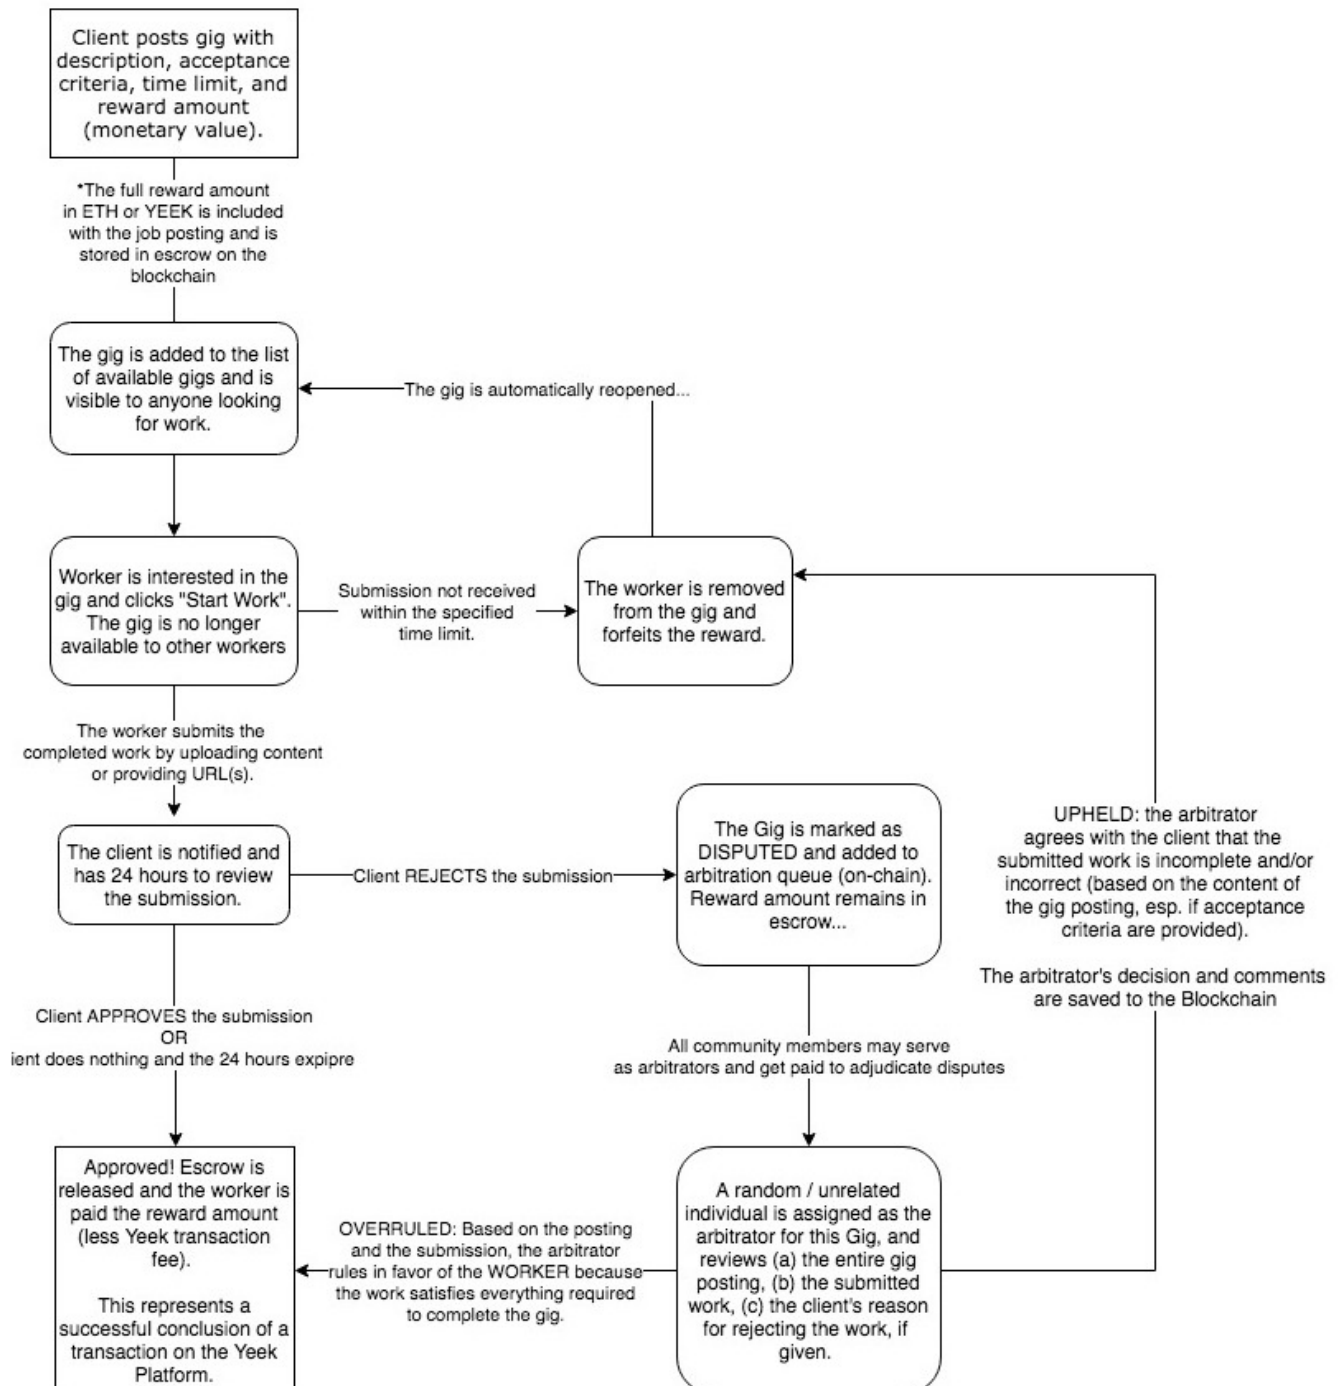 Client posts gig with
description, acceptance
criteria, time limit, and
reward amount
(monetary value).
*The full reward amount
in ETH or YEEK is included
with the job posting and is
stored in escrow on the
blockchain
The gig is added to the list
of available gigs and is
visible to anyone looking
for work.
The gig is automatically reopened...
Worker is interested in the
gig and clicks "Start Work".
The gig is no longer
available to other workers
Submission not received
within the specified
time limit.
The worker is removed
from the gig and
forfeits the reward.
The worker submits the
completed work by uploading content
or providing URL(s).
The client is notified and
has 24 hours to review
the submission.
Client REJECTS the submission
The Gig is marked as
DISPUTED and added to
arbitration queue (on-chain).
Reward amount remains in
escrow...
UPHELD: the arbitrator
agrees with the client that the
submitted work is incomplete and/or
incorrect (based on the content of
the gig posting, esp. if acceptance
criteria are provided).
The arbitrator's decision and comments
are saved to the Blockchain
Client APPROVES the submission
OR
ient does nothing and the 24 hours expipre
All community members may serve
as arbitrators and get paid to adjudicate disputes
Approved! Escrow is
released and the worker is
paid the reward amount
(less Yeek transaction
fee).
This represents a
successful conclusion of a
transaction on the Yeek
Platform.
OVERRULED: Based on the posting
and the submission, the arbitrator
rules in favor of the WORKER because
the work satisfies everything required
to complete the gig.
A random / unrelated
individual is assigned as the
arbitrator for this Gig, and
reviews (a) the entire gig
posting, (b) the submitted
work, (c) the client's reason
for rejecting the work, if
given.